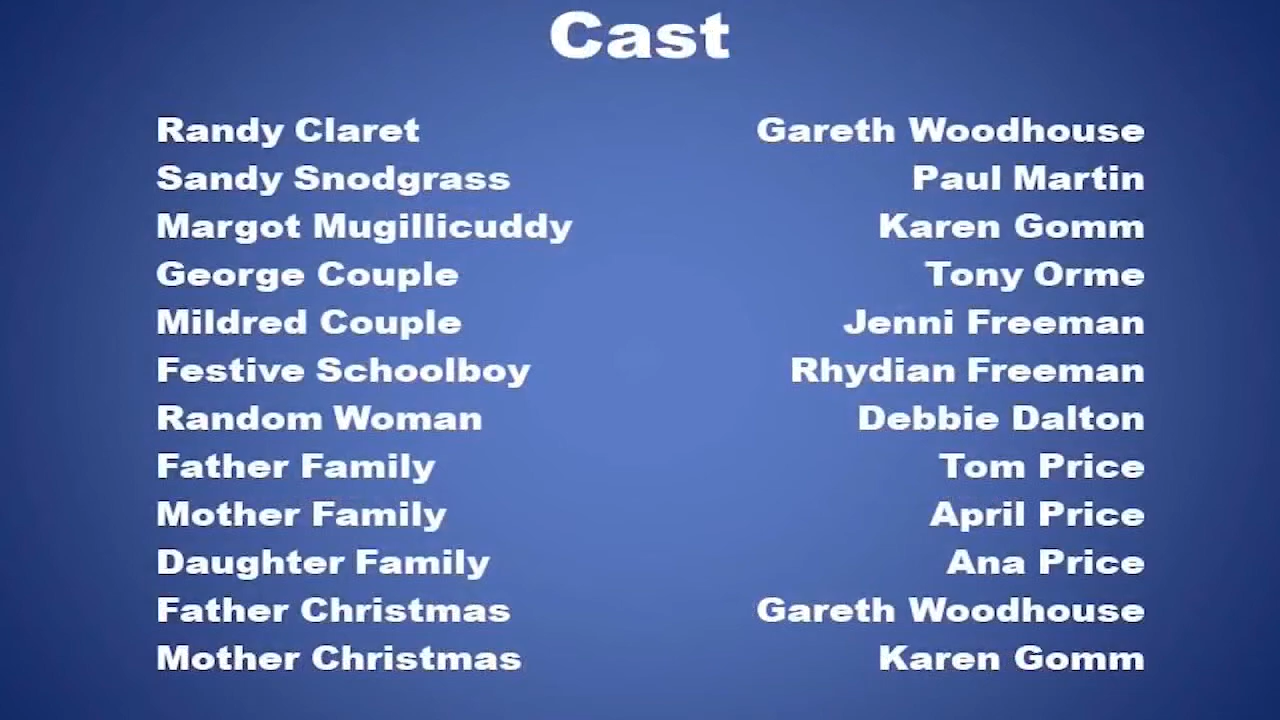 Cast
Randy Claret Gareth Woodhouse
Sandy Snodgrass Paul Martin
Margot Mugillicuddy Karen Gomm
George Couple Tony Orme
Mildred Couple Jenni Freeman
Festive Schoolboy Rhydian Freeman
Random Woman Debbie Dalton
Father Family Tom Price
Mother Family April Price
Daughter Family Ana Price
Father Christmas Gareth Woodhouse
Mother Christmas Karen Gomm